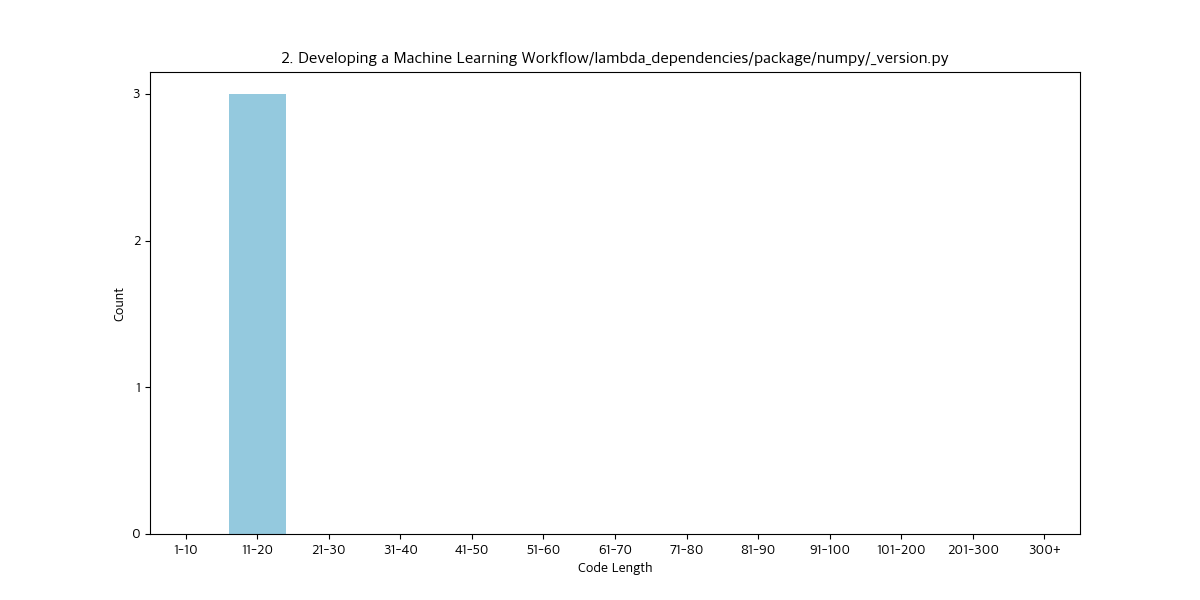 2. Developing a Machine Learning Workflow/lambda_dependencies/package/numpy/_version.py
Count
3
2
1
0
1-10 11-20 21-30 31-40 41-50 51-60 61-70 71-80 81-90 91-100 101-200 201-300 300+
Code Length